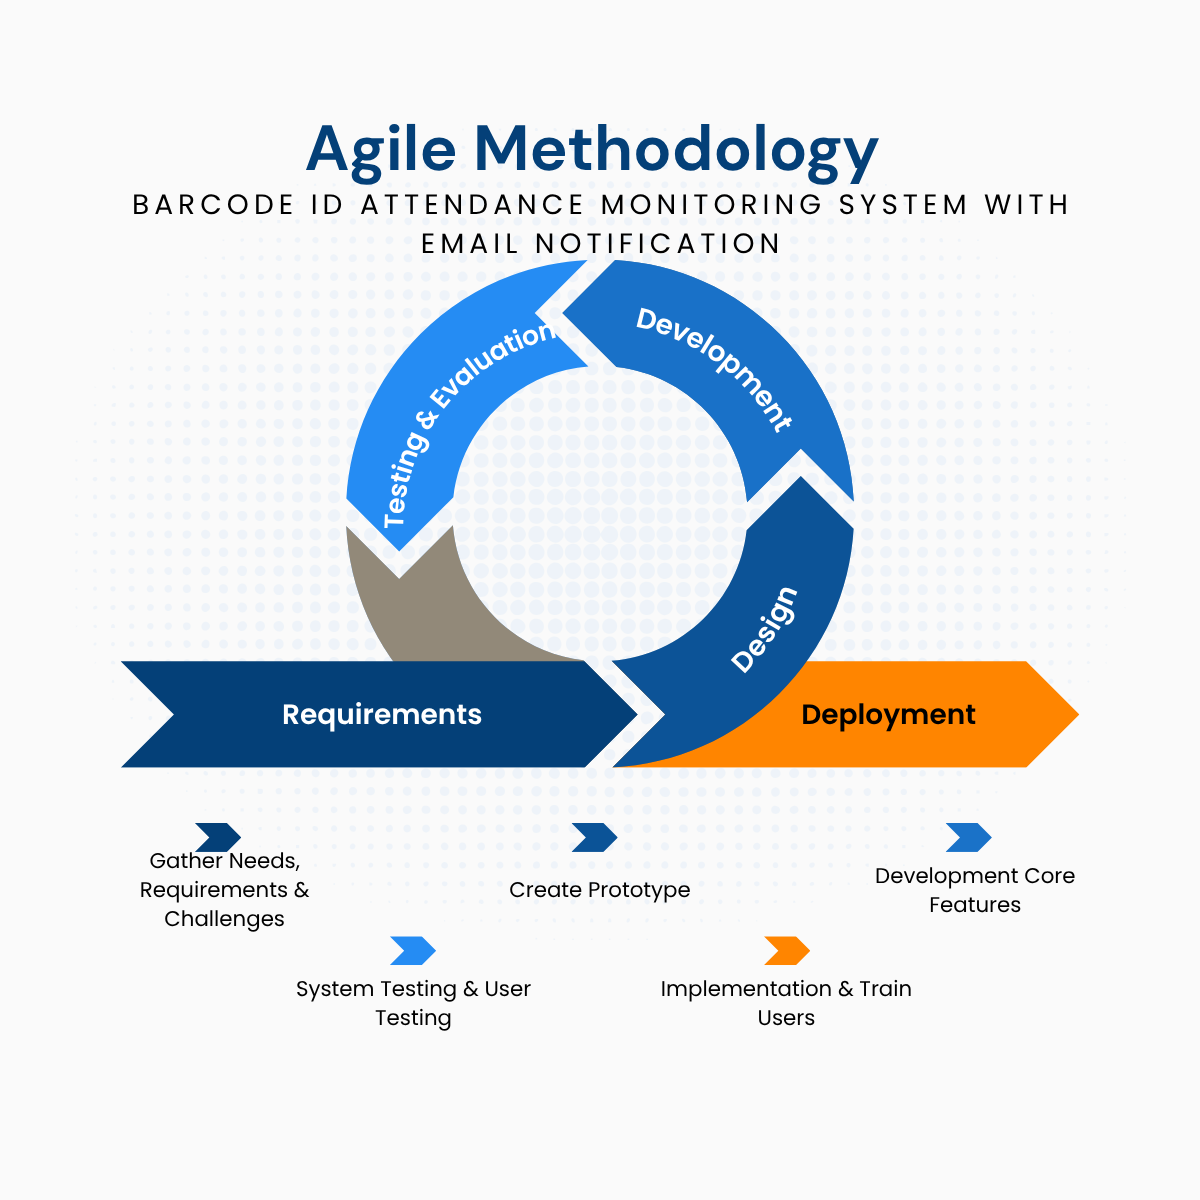 Agile Methodology
BARCODE ID ATTENDANCE MONITORING SYSTEM WITH
EMAIL NOTIFICATION
Testing & Evaluation
Development
Design
Requirements
Deployment
Gather Needs,
Requirements &
Challenges
Create Prototype
Development Core
Features
System Testing & User
Testing
Implementation & Train
Users